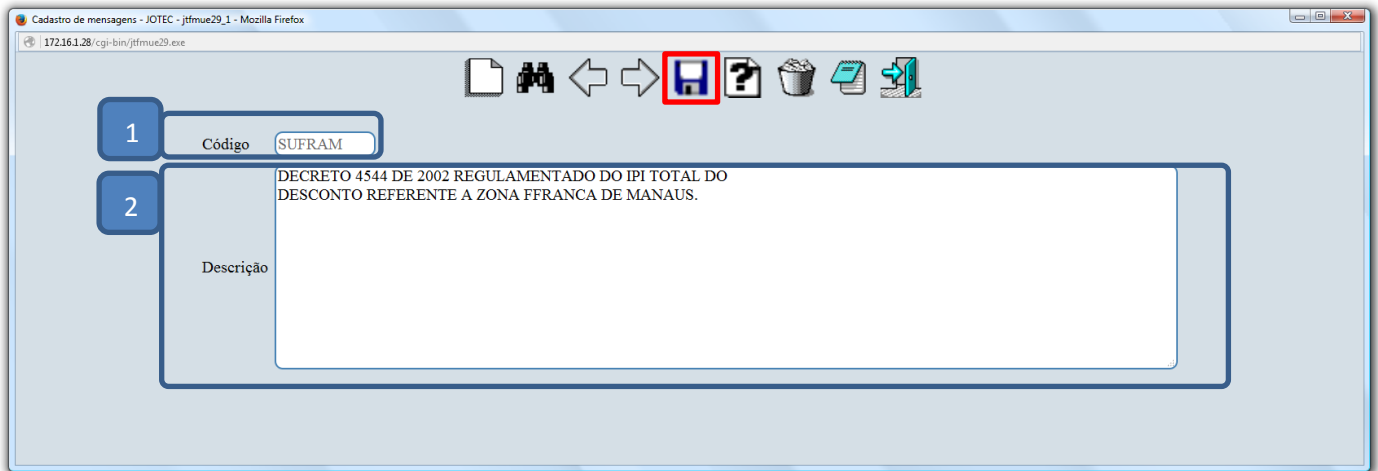 Cadastro de mensagens - JOTEC - jtfmue29_1 - Mozilla Firefox
172.16.1.28/cgi-bin/jtfmue29.exe
?
1
Código SUFRAM
2
DECRETO 4544 DE 2002 REGULAMENTADO DO IPI TOTAL DO
DESCONTO REFERENTE A ZONA FFRANCA DE MANAUS.
Descrição